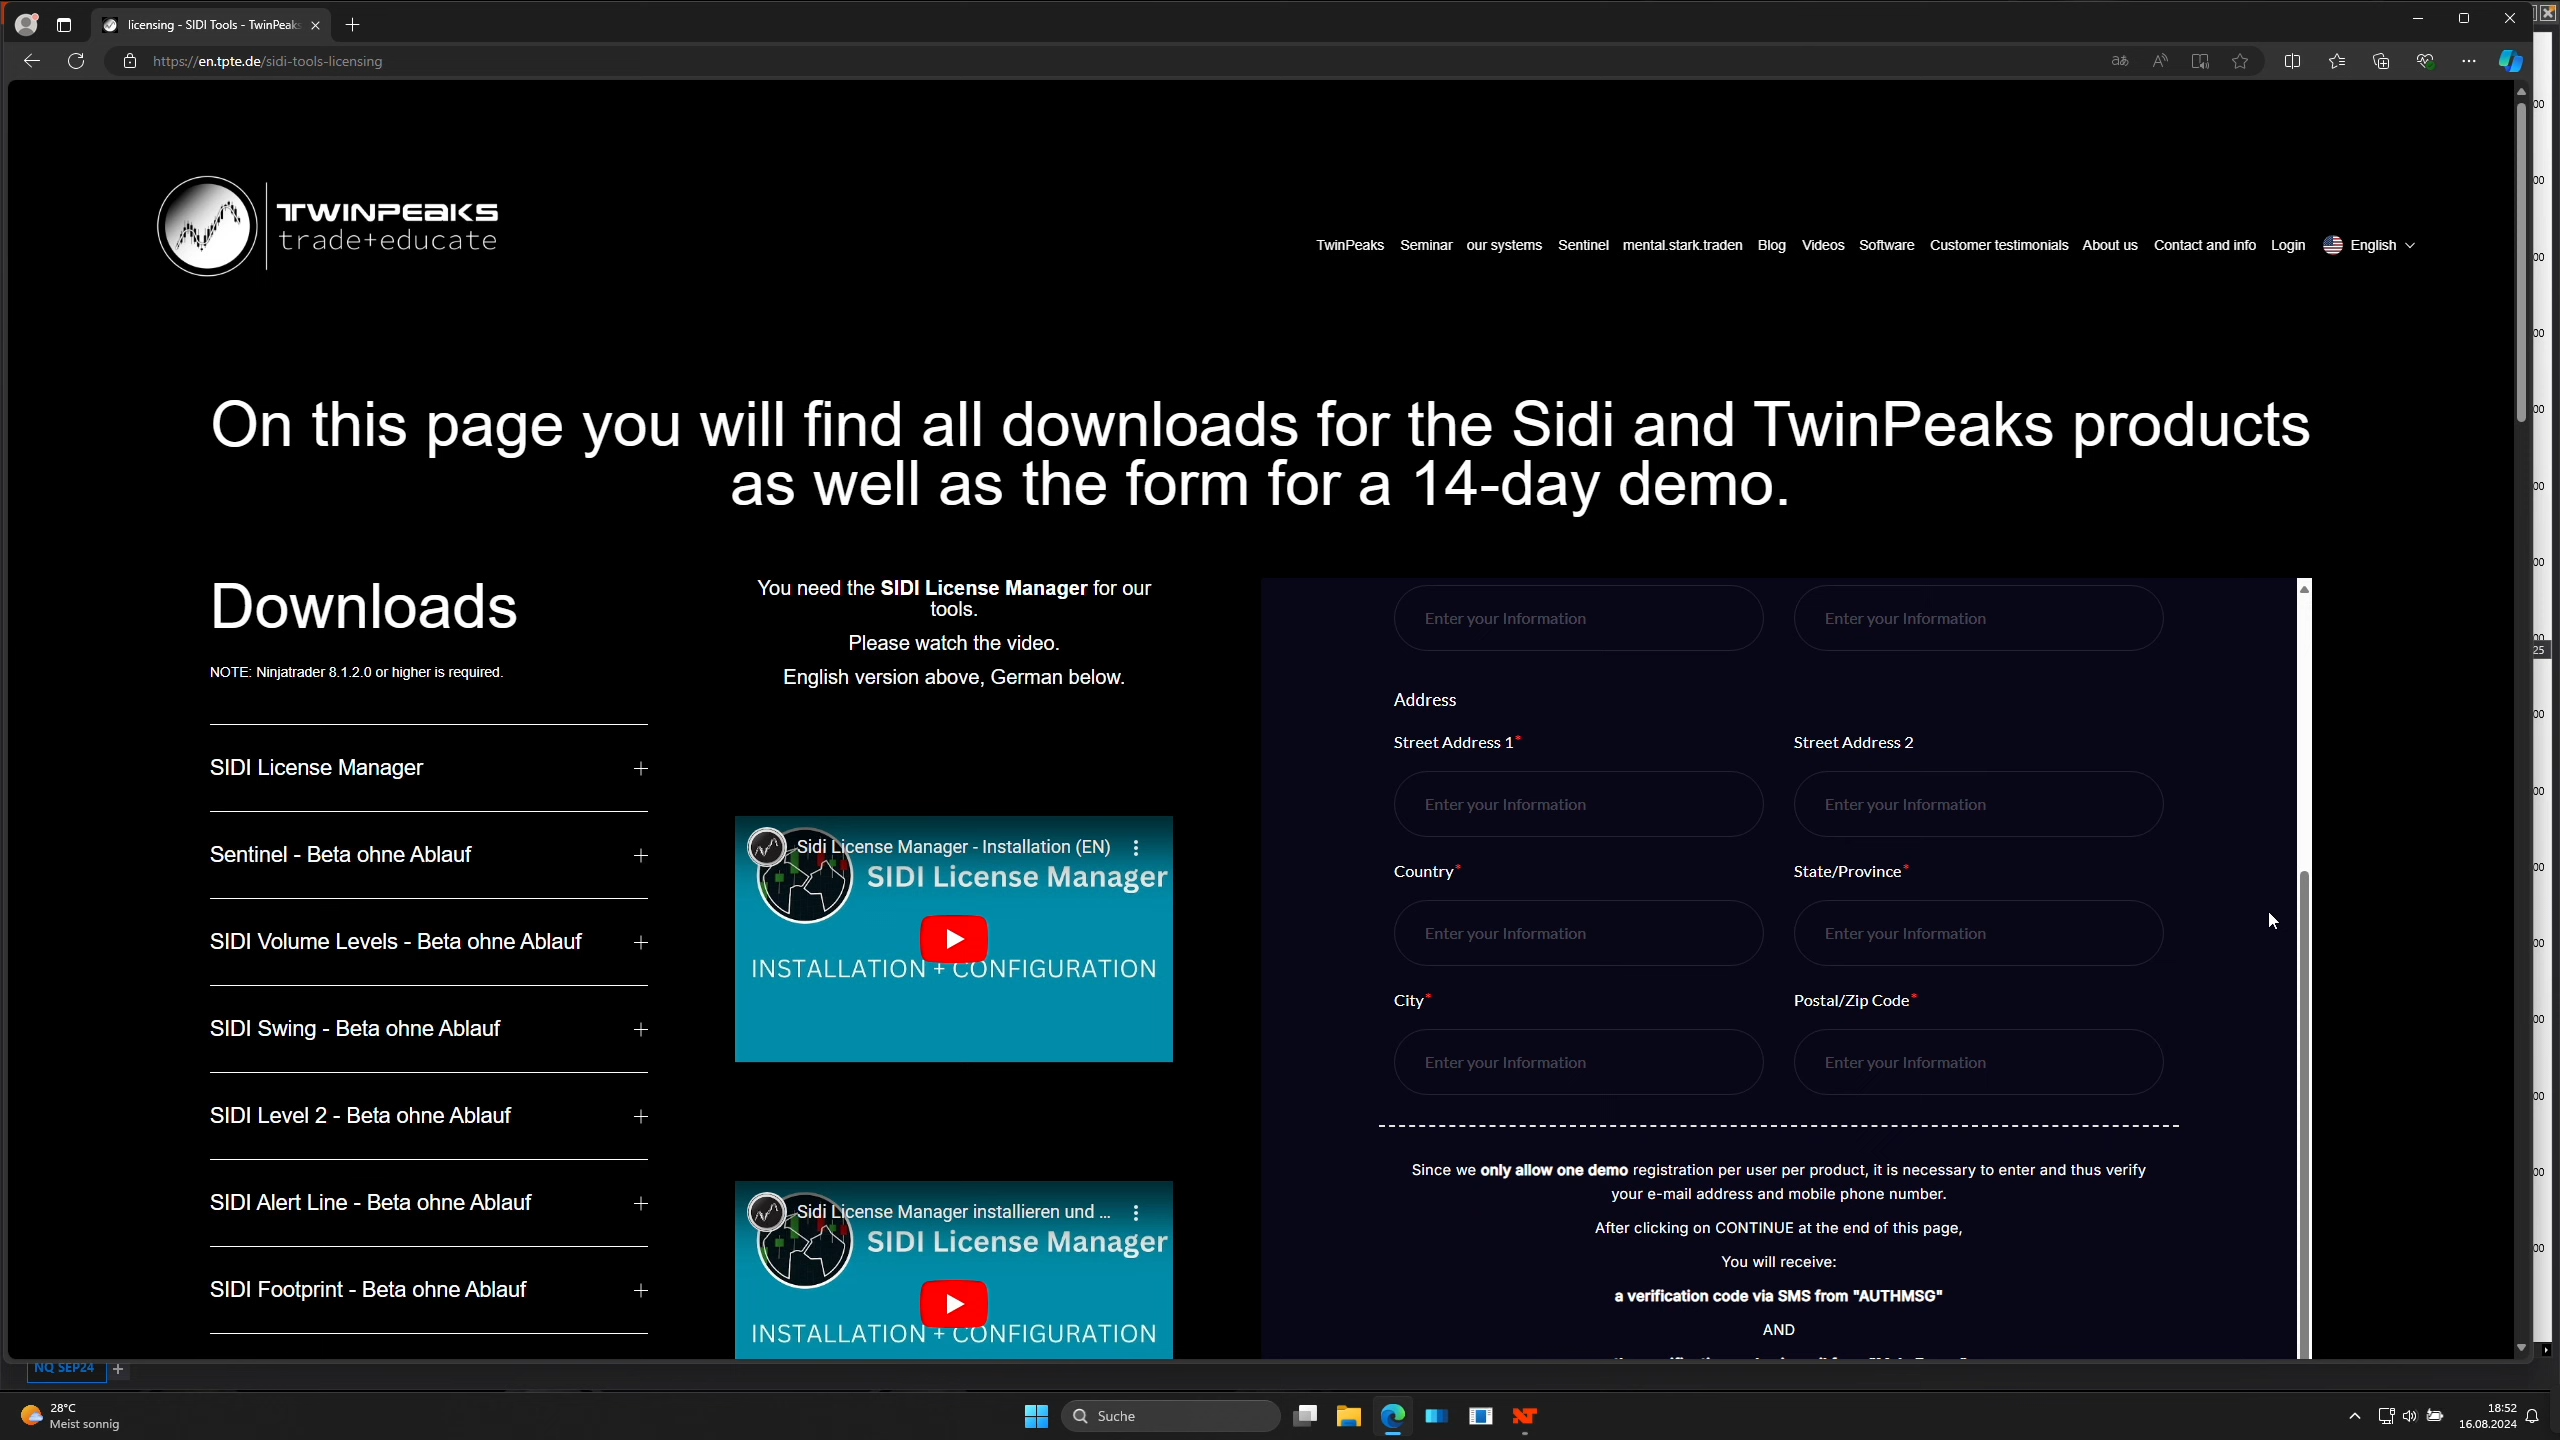 licensing - SIDI Tools - TwinPeaks
https://en.tpte.de/sidi-tools-licensing
TWINPEAKS
trade+educate
TwinPeaks Seminar our systems Sentinel mental.stark.traden Blog Videos Software Customer testimonials About us Contact and info Login English
On this page you will find all downloads for the Sidi and TwinPeaks products
as well as the form for a 14-day demo.
Downloads
NOTE: Ninjatrader 8.1.2.0 or higher is required.
SIDI License Manager +
Sentinel - Beta ohne Ablauf +
SIDI Volume Levels - Beta ohne Ablauf +
SIDI Swing - Beta ohne Ablauf +
SIDI Level 2 - Beta ohne Ablauf +
SIDI Alert Line - Beta ohne Ablauf +
SIDI Footprint - Beta ohne Ablauf +
You need the SIDI License Manager for our
tools.
Please watch the video.
English version above, German below.
Sidi License Manager - Installation (EN)
SIDI License Manager
INSTALLATION + CONFIGURATION
Sidi License Manager installieren und ...
SIDI License Manager
INSTALLATION + CONFIGURATION
Enter your Information Enter your Information
Address
Street Address 1* Street Address 2
Enter your Information Enter your Information
Country* State/Province*
Enter your Information Enter your Information
City* Postal/Zip Code*
Enter your Information Enter your Information
Since we only allow one demo registration per user per product, it is necessary to enter and thus verify
your e-mail address and mobile phone number.
After clicking on CONTINUE at the end of this page,
You will receive:
a verification code via SMS from "AUTHMSG"
AND
NQ SEP24 +
28°C
Meist sonnig
Suche
18:52
16.08.2024